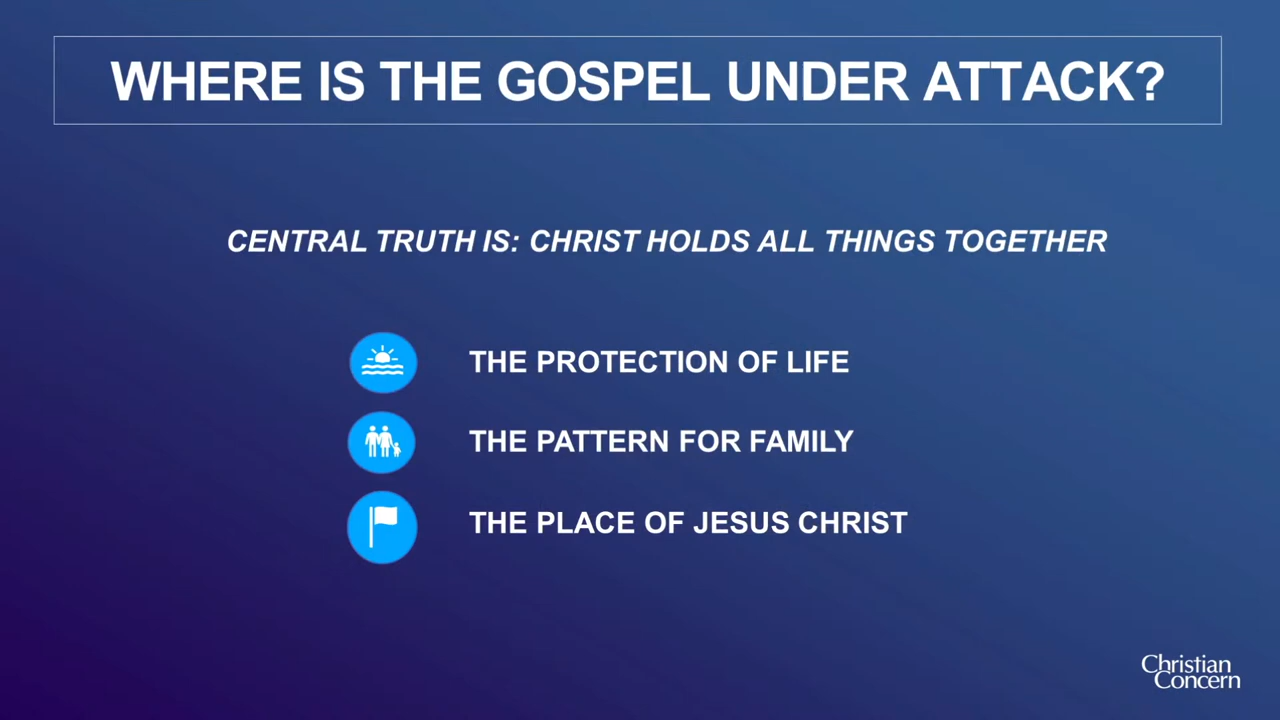 WHERE IS THE GOSPEL UNDER ATTACK?
CENTRAL TRUTH IS: CHRIST HOLDS ALL THINGS TOGETHER
THE PROTECTION OF LIFE
THE PATTERN FOR FAMILY
THE PLACE OF JESUS CHRIST
Christian
Concern